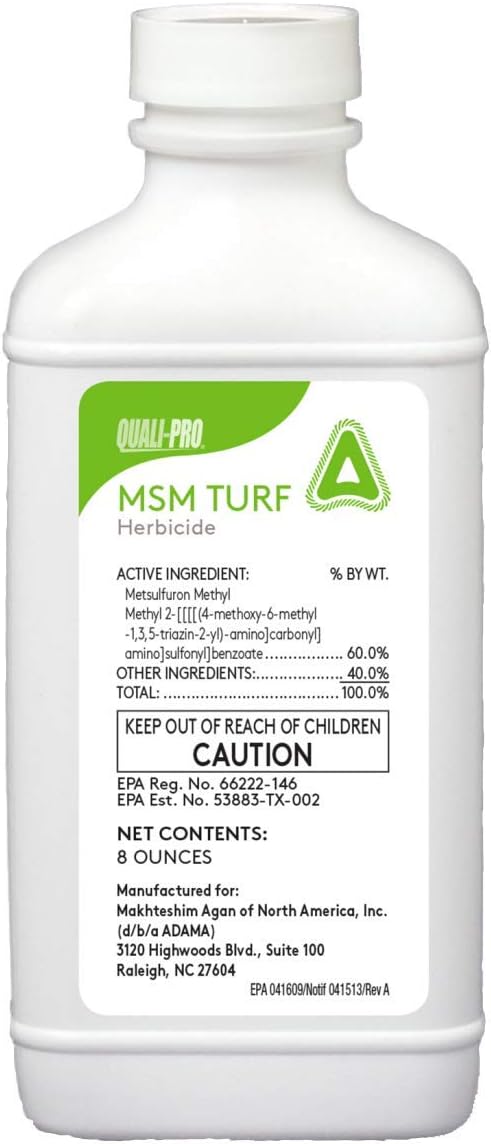 QUALI-PRO
MSM TURF
Herbicide
ACTIVE INGREDIENT: % BY WT.
Metsulfuron Methyl
Methyl 2-[[[[(4-methoxy-6-methyl
-1,3,5-triazin-2-yl)-amino]carbonyl]
amino]sulfonyl]benzoate................. 60.0%
OTHER INGREDIENTS:.................. 40.0%
TOTAL: ..................................... 100.0%
KEEP OUT OF REACH OF CHILDREN
CAUTION
EPA Reg. No. 66222-146
EPA Est. No. 53883-TX-002
NET CONTENTS:
8 OUNCES
Manufactured for:
Makhteshim Agan of North America, Inc.
(d/b/a ADAMA)
3120 Highwoods Blvd., Suite 100
Raleigh, NC 27604
EPA 041609/Notif 041513/Rev A